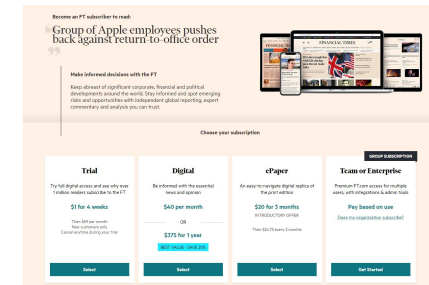 Become an FT subscriber to read:
Group of Apple employees pushes
back against return-to-office order
FINANCIAL TIMES
Make informed decisions with the FT
Keep abreast of significant corporate, financial and political
developments around the world. Stay informed and spot emerging
risks and opportunities with independent global reporting, expert
commentary and analysis you can trust.
Choose your subscription
GROUP SUBSCRIPTION
Trial
Try full digital access and see why over
1 million readers subscribe to the FT
$1 for 4 weeks
Then $69 per month
New customers only
Cancel anytime during your trial
Select
Digital
Be informed with the essential
news and opinion
$40 per month
OR
$375 for 1 year
BEST VALUE - SAVE 20%
Select
ePaper
An easy-to-navigate digital replica of
the print edition
$20 for 3 months
INTRODUCTORY OFFER
Then every 3 months
Select
Team or Enterprise
Premium FT.com access for multiple
users, with integrations & admin tools
Pay based on use
Does my organisation subscribe?
Get Started